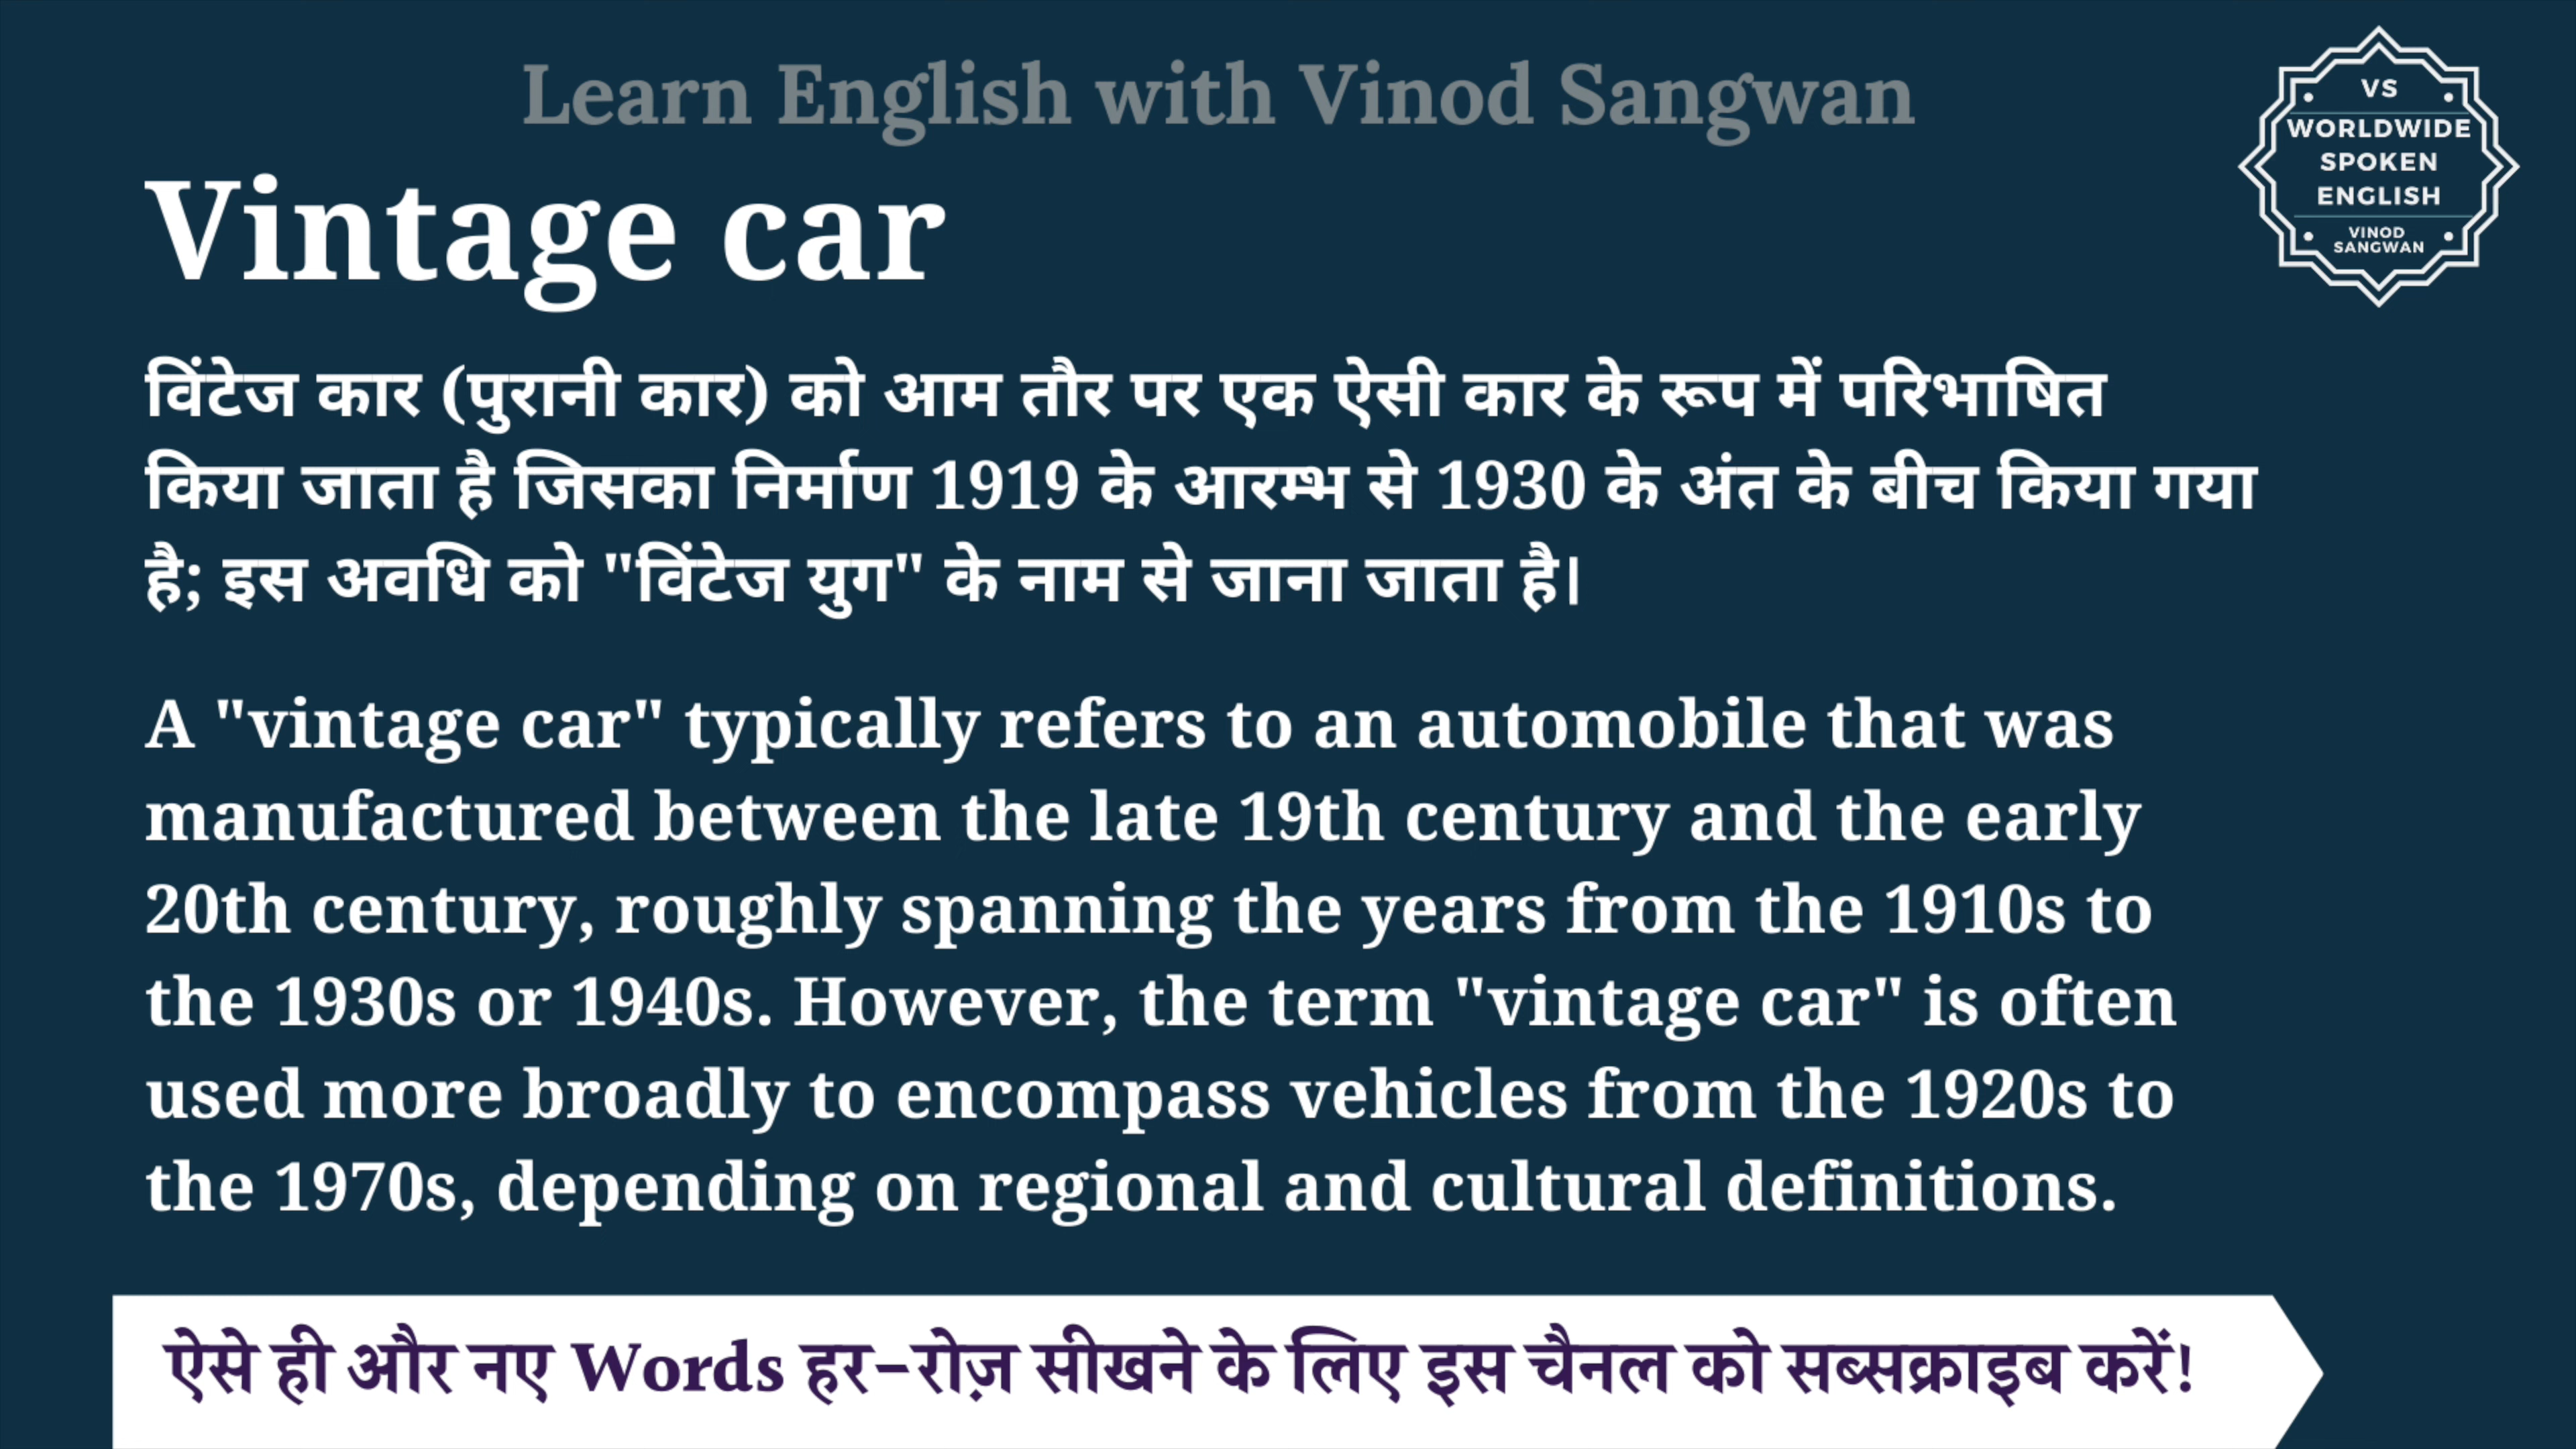 Learn English with Vinod Sangwan
VS
WORLDWIDE
SPOKEN
ENGLISH
VINOD
SANGWAN
Vintage car
विंटेज कार (पुरानी कार) को आम तौर पर एक ऐसी कार के रूप में परिभाषित
किया जाता है जिसका निर्माण 1919 के आरम्भ से 1930 के अंत के बीच किया गया
है; इस अवधि को "विंटेज युग" के नाम से जाना जाता है।
A "vintage car" typically refers to an automobile that was
manufactured between the late 19th century and the early
20th century, roughly spanning the years from the 1910s to
the 1930s or 1940s. However, the term "vintage car" is often
used more broadly to encompass vehicles from the 1920s to
the 1970s, depending on regional and cultural definitions.
ऐसे ही और नए Words हर-रोज़ सीखने के लिए इस चैनल को सब्सक्राइब करें!